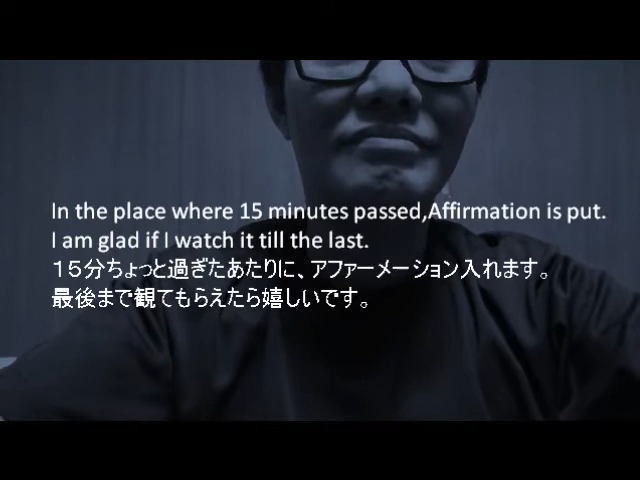 In the place where 15 minutes passed,Affirmation is put.
I am glad if I watch it till the last.
１５分ちょっと過ぎたあたりに、アファーメーション入れます。
最後まで観てもらえたら嬉しいです。